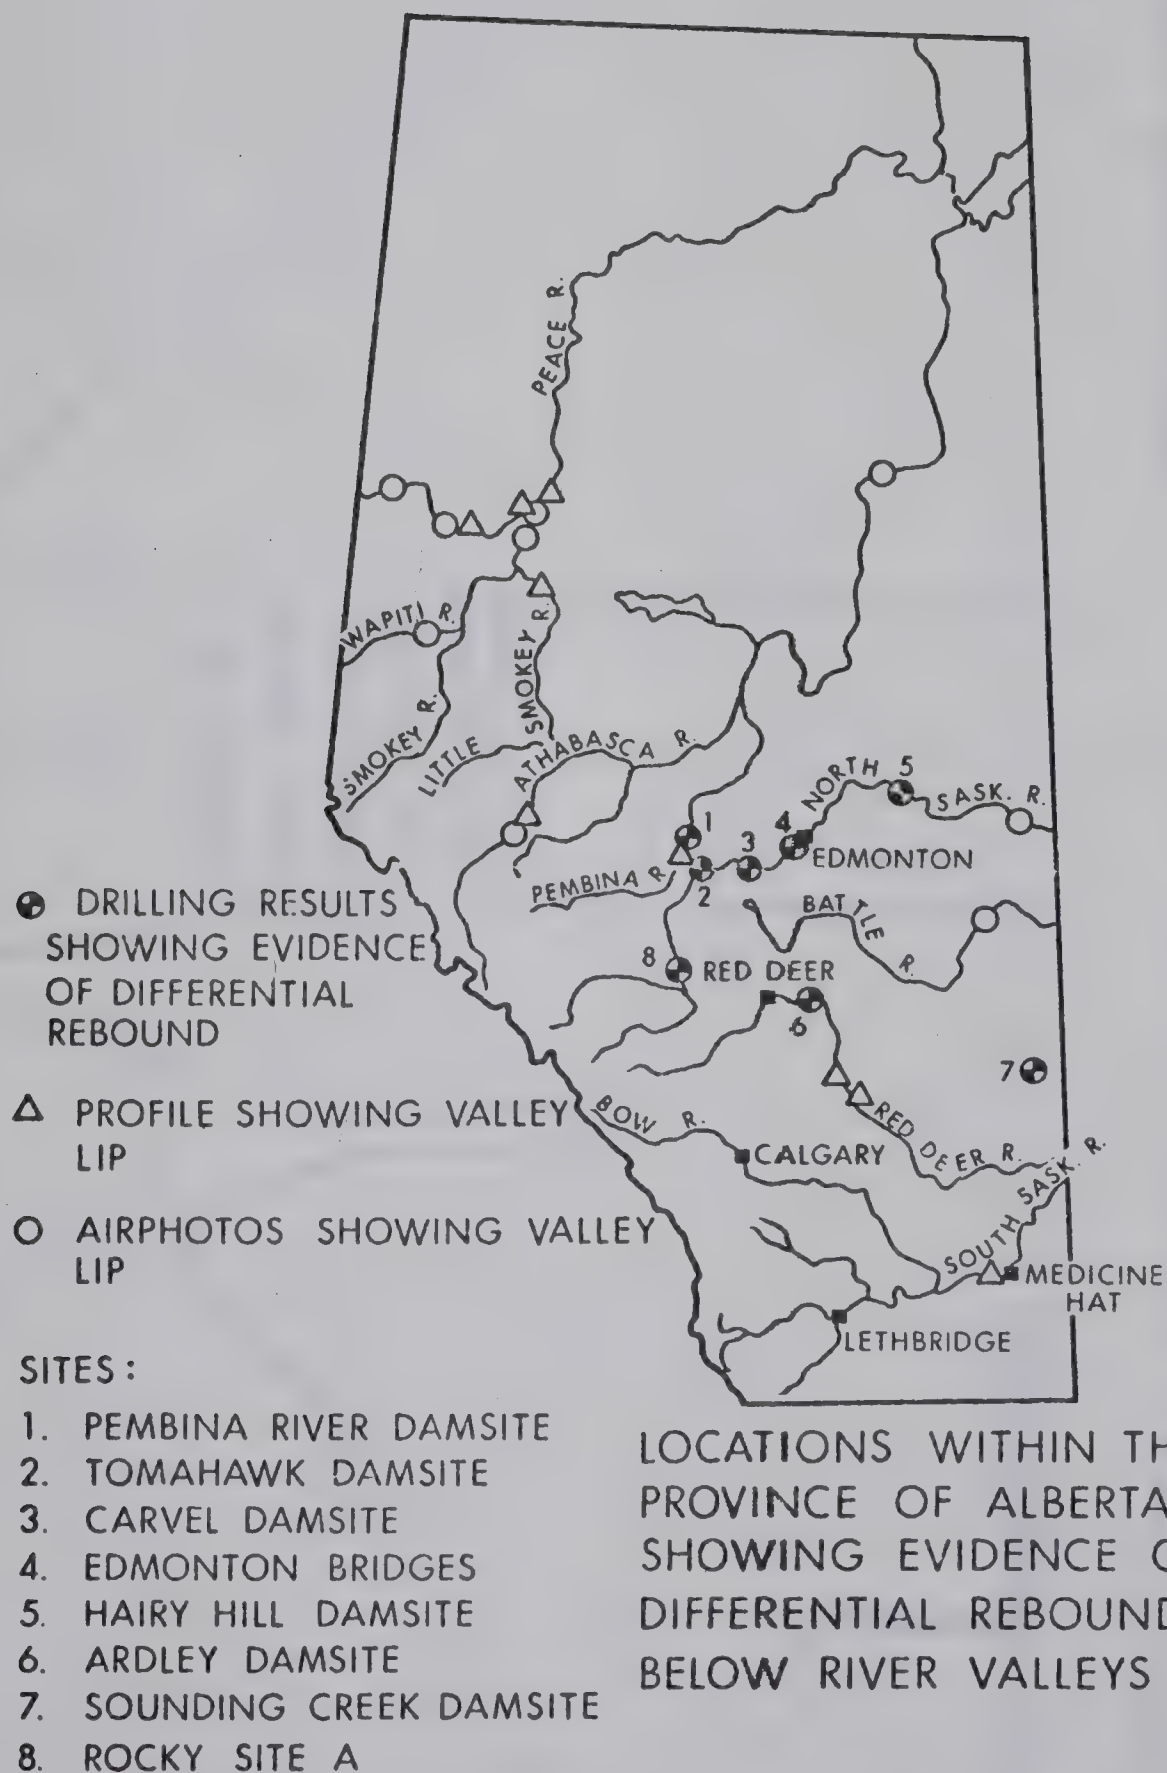 PEACE R.
WAPITI R.
SMOKEY R.
LITTLE SMOKEY R.
ATHABASCA R.
NORTH SASK. R.
5
1
4
3
EDMONTON
2
PEMBINA R
BATTLE R.
8
RED DEER
6
7
BOW R.
RED DEER R.
CALGARY
SOUTH SASK. R.
MEDICINE
HAT
LETHBRIDGE
DRILLING RESULTS
SHOWING EVIDENCE
OF DIFFERENTIAL
REBOUND
PROFILE SHOWING VALLEY
LIP
AIRPHOTOS SHOWING VALLEY
LIP
SITES:
1. PEMBINA RIVER DAMSITE
2. TOMAHAWK DAMSITE
3. CARVEL DAMSITE
4. EDMONTON BRIDGES
5. HAIRY HILL DAMSITE
6. ARDLEY DAMSITE
7. SOUNDING CREEK DAMSITE
8. ROCKY SITE A
LOCATIONS WITHIN TH
PROVINCE OF ALBERTA
SHOWING EVIDENCE
DIFFERENTIAL REBOUND
BELOW RIVER VALLEYS